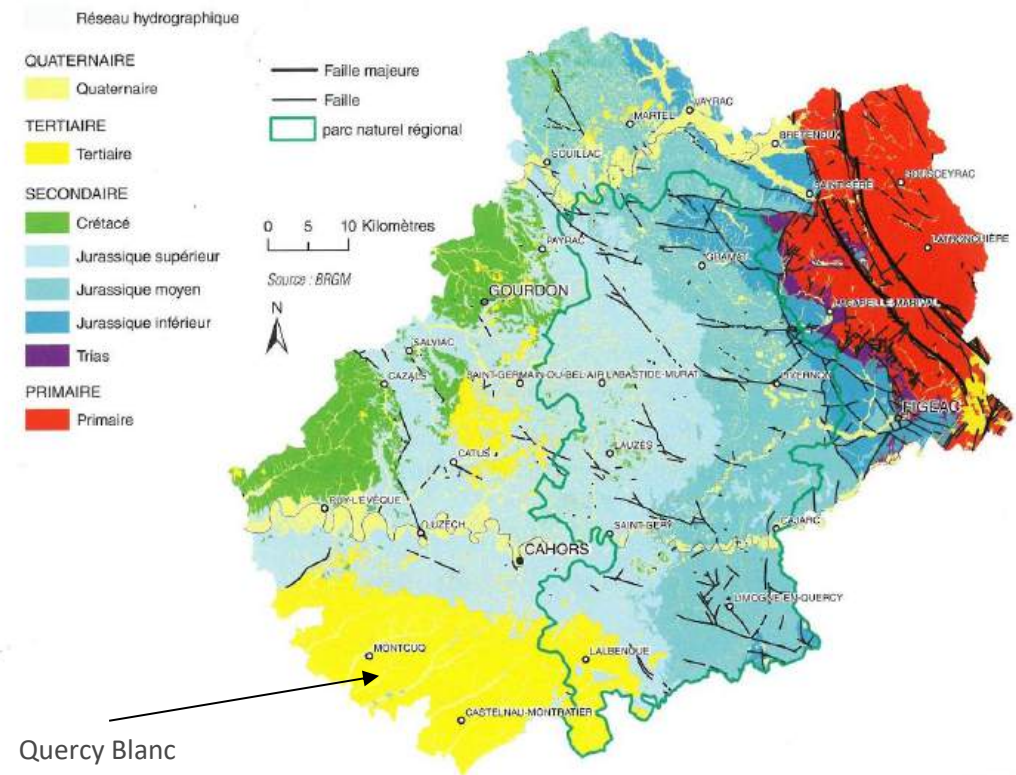 Réseau hydrographique
QUATERNAIRE
Quaternaire
TERTIAIRE
Tertiaire
SECONDAIRE
Crétacé
Jurassique supérieur
Jurassique moyen
Jurassique inférieur
Trias
PRIMAIRE
Primaire
Faille majeure
Faille
parc naturel régional
0 5 10 Kilomètres
Source : BRGM
N
VAYRAC
MARTEL
BRETENOUX
SOUILLAC
SAINT-CÉRÉ
PAYRAC
GRAMAT
GOURDON
LACAPELLE-MARIVAL
SALVIAC
CAZALS
SAINT-GERMAIN-DU-BEL-AIR
LABASTIDE-MURAT
LIVERNON
FIGEAC
LAUZÈS
CATUS
PUY-L'ÉVÊQUE
LUZECH
SAINT-GÉRY
CAJARC
CAHORS
LIMOGNE-EN-QUERCY
MONTCUQ
LALBENQUE
CASTELNAU-MONTRATIER
Quercy Blanc